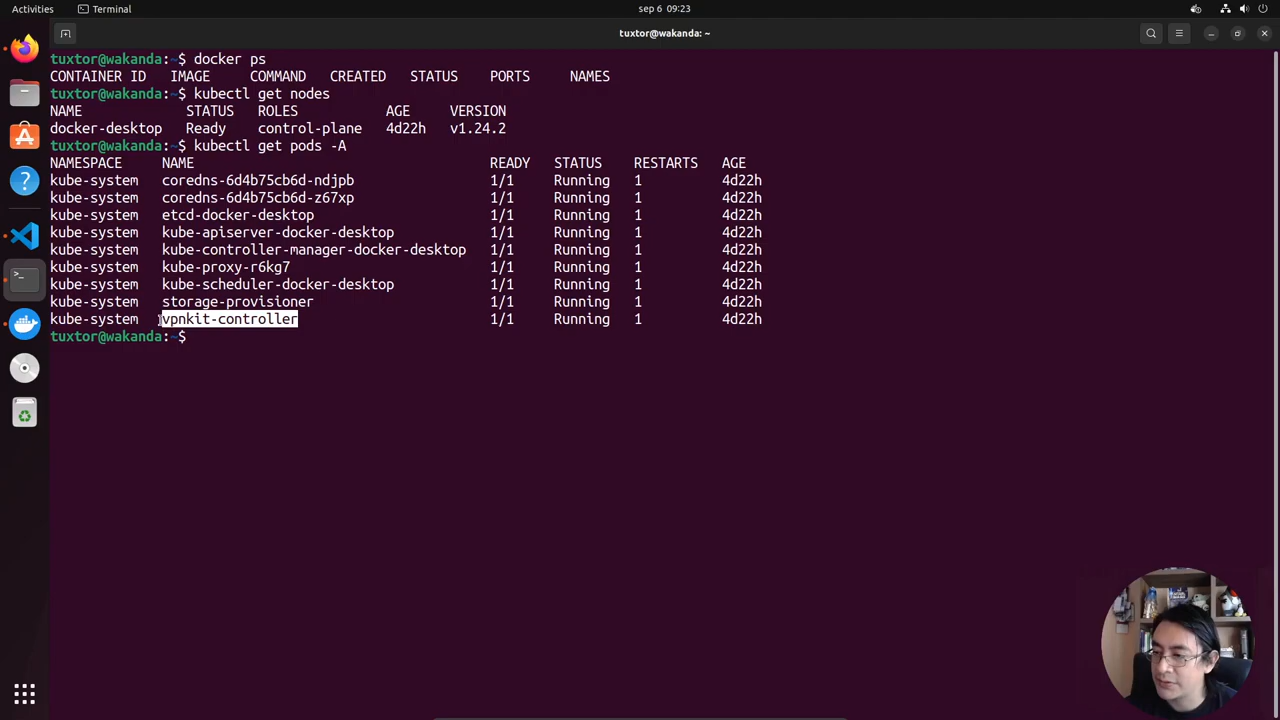 Activities Terminal sep 6 09:23
tuxtor@wakanda: ~
tuxtor@wakanda:~$ docker ps
CONTAINER ID IMAGE COMMAND CREATED STATUS PORTS NAMES
tuxtor@wakanda:~$ kubectl get nodes
NAME STATUS ROLES AGE VERSION
docker-desktop Ready control-plane 4d22h v1.24.2
tuxtor@wakanda:~$ kubectl get pods -A
NAMESPACE NAME READY STATUS RESTARTS AGE
kube-system coredns-6d4b75cb6d-ndjpb 1/1 Running 1 4d22h
kube-system coredns-6d4b75cb6d-z67xp 1/1 Running 1 4d22h
kube-system etcd-docker-desktop 1/1 Running 1 4d22h
kube-system kube-apiserver-docker-desktop 1/1 Running 1 4d22h
kube-system kube-controller-manager-docker-desktop 1/1 Running 1 4d22h
kube-system kube-proxy-r6kg7 1/1 Running 1 4d22h
kube-system kube-scheduler-docker-desktop 1/1 Running 1 4d22h
kube-system storage-provisioner 1/1 Running 1 4d22h
kube-system vpnkit-controller 1/1 Running 1 4d22h
tuxtor@wakanda:~$